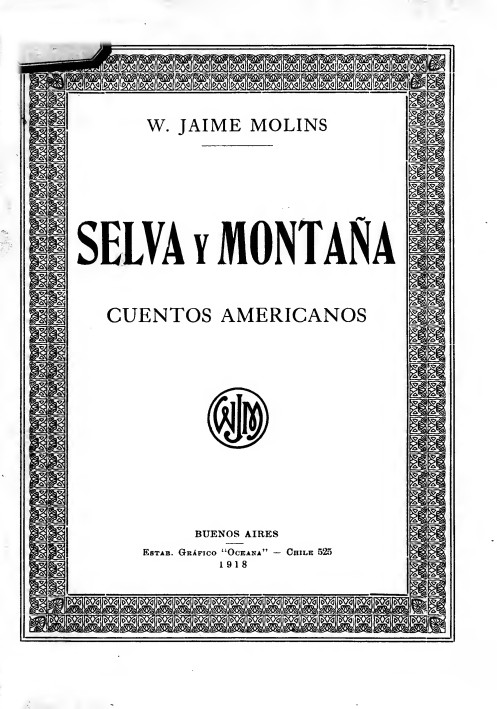 W. JAIME MOLINS
SELVA Y MONTAÑA
CUENTOS AMERICANOS
WJM
BUENOS AIRES
ESTAB. GRÁFICO "OCEANA" — CHILE 525
1918